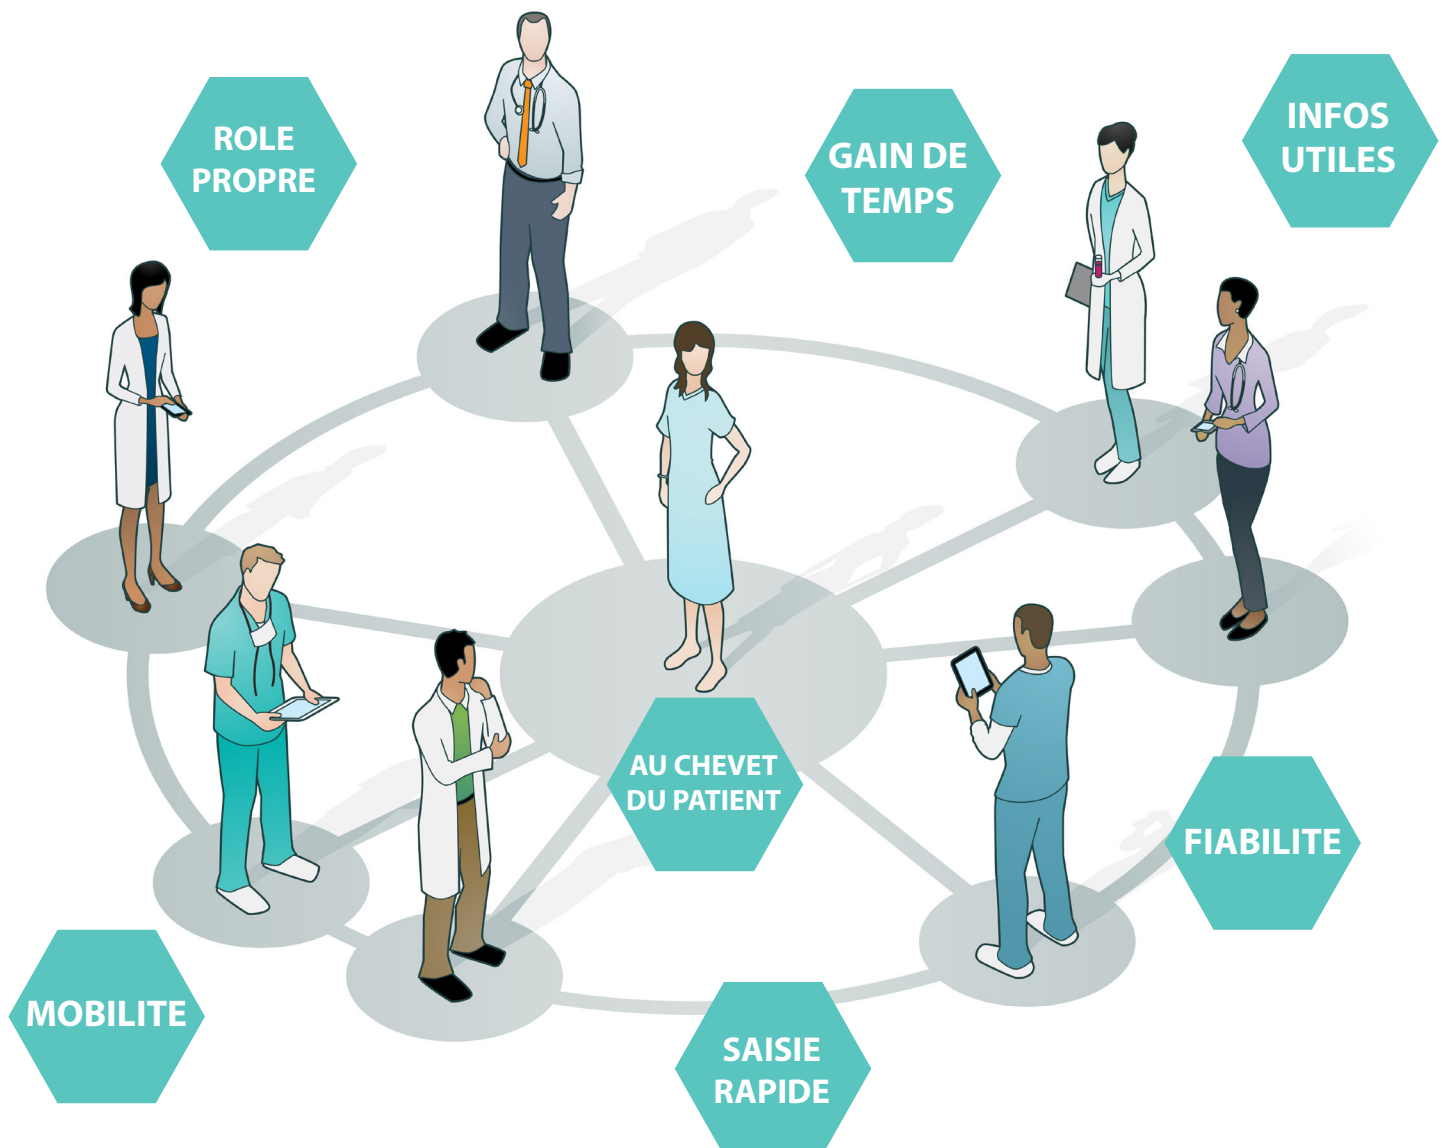 ROLE
PROPRE
GAIN DE
TEMPS
INFOS
UTILES
AU CHEVET
DU PATIENT
FIABILITE
MOBILITE
SAISIE
RAPIDE